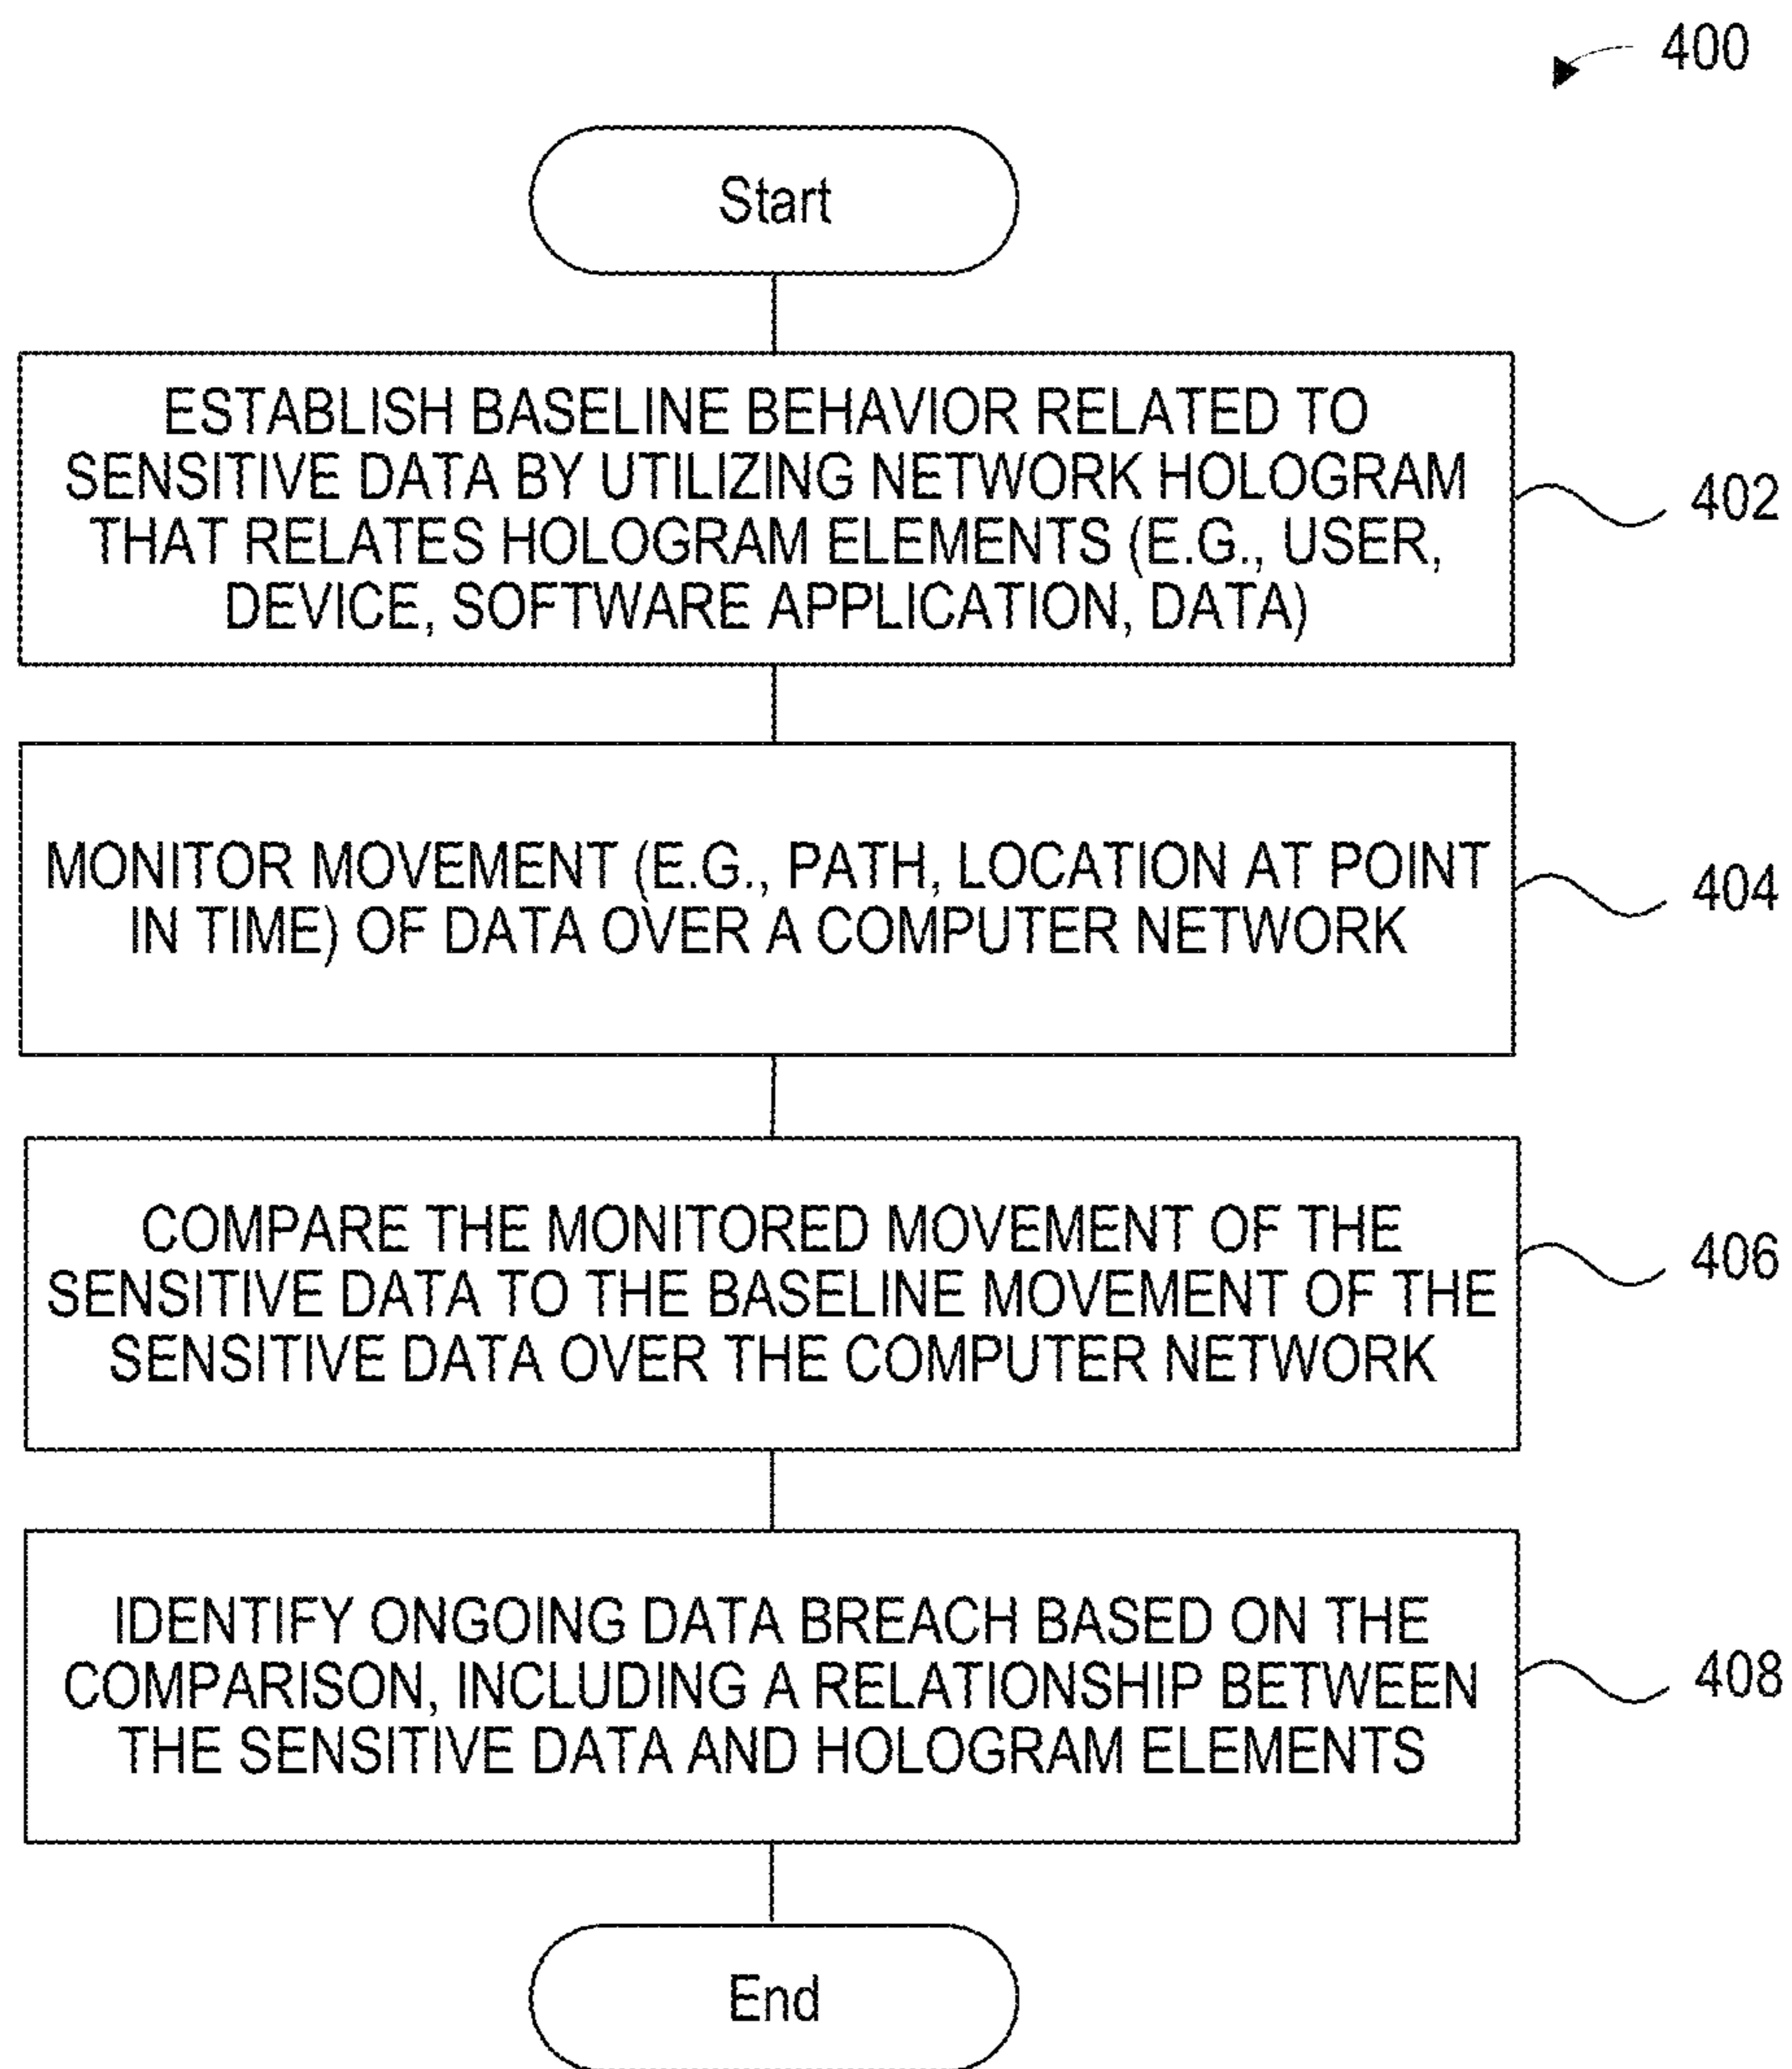 400
Start
ESTABLISH BASELINE BEHAVIOR RELATED TO
SENSITIVE DATA BY UTILIZING NETWORK HOLOGRAM
THAT RELATES HOLOGRAM ELEMENTS (E.G., USER,
DEVICE, SOFTWARE APPLICATION, DATA)
402
MONITOR MOVEMENT (E.G., PATH, LOCATION AT POINT
IN TIME) OF DATA OVER A COMPUTER NETWORK
404
COMPARE THE MONITORED MOVEMENT OF THE
SENSITIVE DATA TO THE BASELINE MOVEMENT OF THE
SENSITIVE DATA OVER THE COMPUTER NETWORK
406
IDENTIFY ONGOING DATA BREACH BASED ON THE
COMPARISON, INCLUDING A RELATIONSHIP BETWEEN
THE SENSITIVE DATA AND HOLOGRAM ELEMENTS
408
End